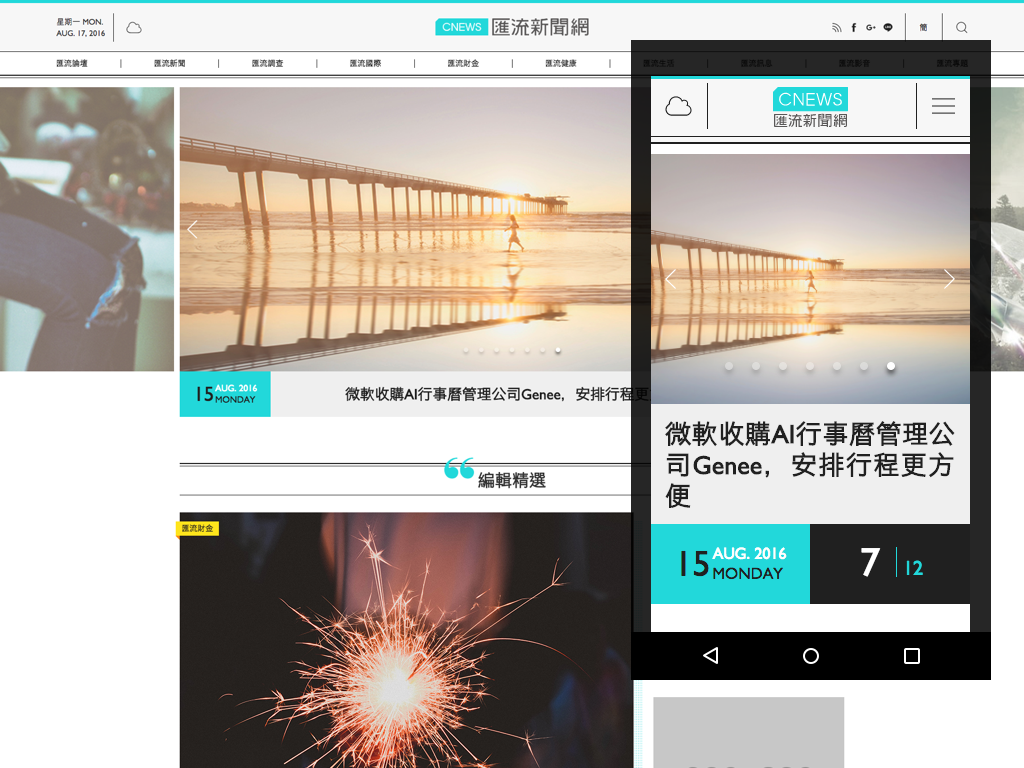 星期一 MON.
AUG. 17, 2016
CNEWS 匯流新聞網
G+
簡
匯流論壇 | 匯流新聞 | 匯流調查 | 匯流國際 | 匯流財金 | 匯流健康 | 匯流生活 | 匯流訊息 | 匯流影音 | 匯流專題
15 AUG. 2016
MONDAY
微軟收購AI行事曆管理公司Genee，安排行程更
編輯精選
匯流財金
CNEWS
匯流新聞網
微軟收購AI行事曆管理公
司Genee，安排行程更方
便
15 AUG. 2016
MONDAY
7 | 12